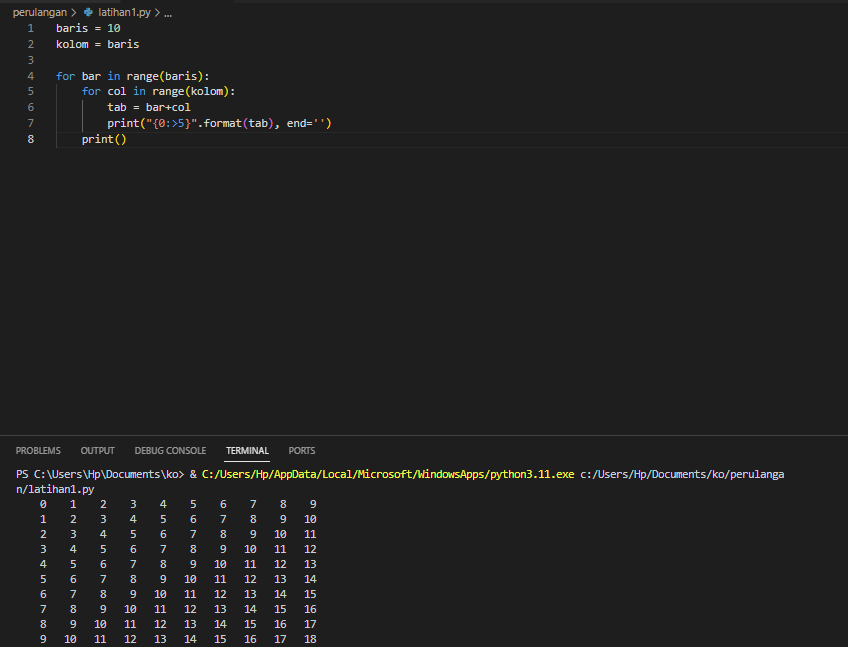 perulangan > latihan1.py > ...
1 baris = 10
2 kolom = baris
3
4 for bar in range(baris):
5     for col in range(kolom):
6         tab = bar+col
7         print("{0:>5}".format(tab), end='')
8     print()
PROBLEMS OUTPUT DEBUG CONSOLE TERMINAL PORTS
PS C:\Users\Hp\Documents\ko> & C:/Users/Hp/AppData/Local/Microsoft/WindowsApps/python3.11.exe c:/Users/Hp/Documents/ko/perulanga
n/latihan1.py
    0    1    2    3    4    5    6    7    8    9
    1    2    3    4    5    6    7    8    9   10
    2    3    4    5    6    7    8    9   10   11
    3    4    5    6    7    8    9   10   11   12
    4    5    6    7    8    9   10   11   12   13
    5    6    7    8    9   10   11   12   13   14
    6    7    8    9   10   11   12   13   14   15
    7    8    9   10   11   12   13   14   15   16
    8    9   10   11   12   13   14   15   16   17
    9   10   11   12   13   14   15   16   17   18